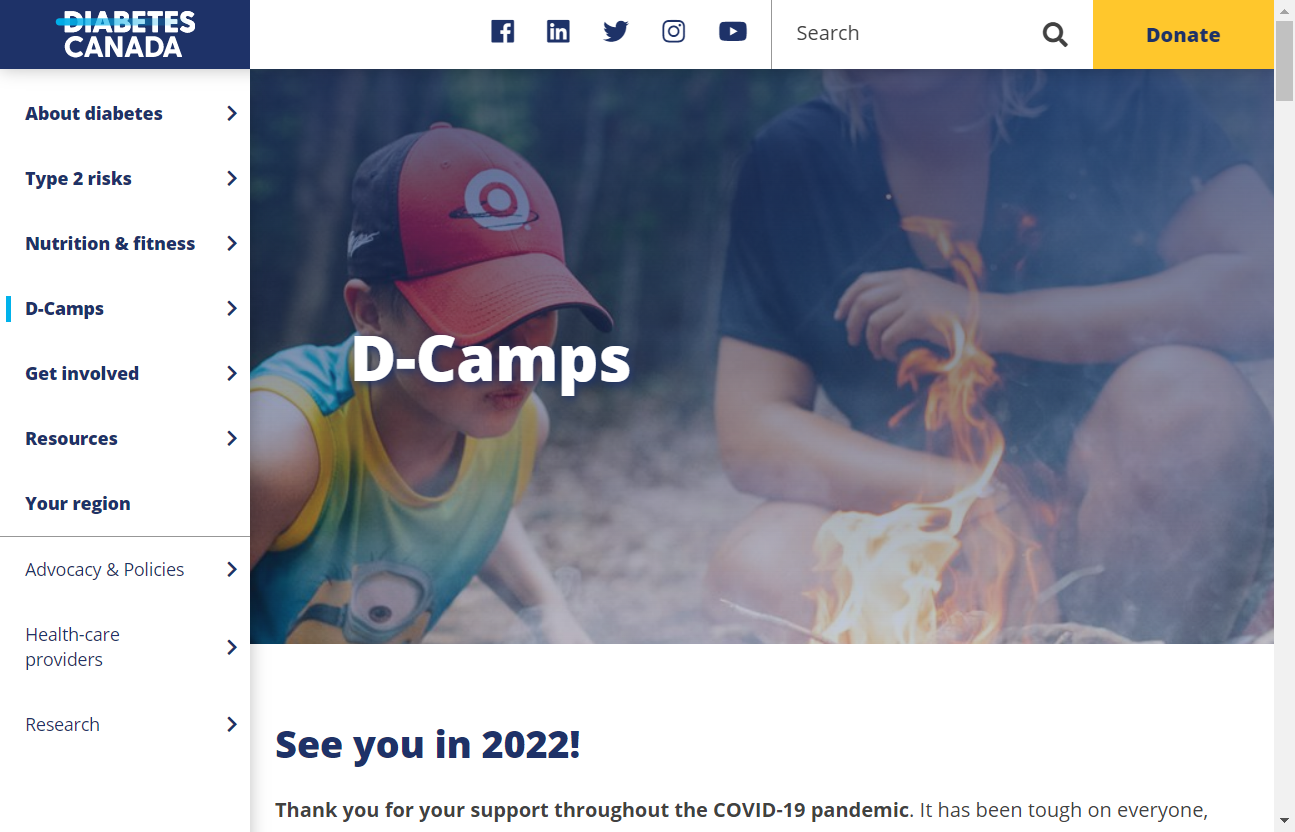 DIABETES
CANADA
Search
Donate
About diabetes
Type 2 risks
Nutrition & fitness
D-Camps
Get involved
Resources
Your region
Advocacy & Policies
Health-care
providers
Research
D-Camps
See you in 2022!
Thank you for your support throughout the COVID-19 pandemic. It has been tough on everyone,